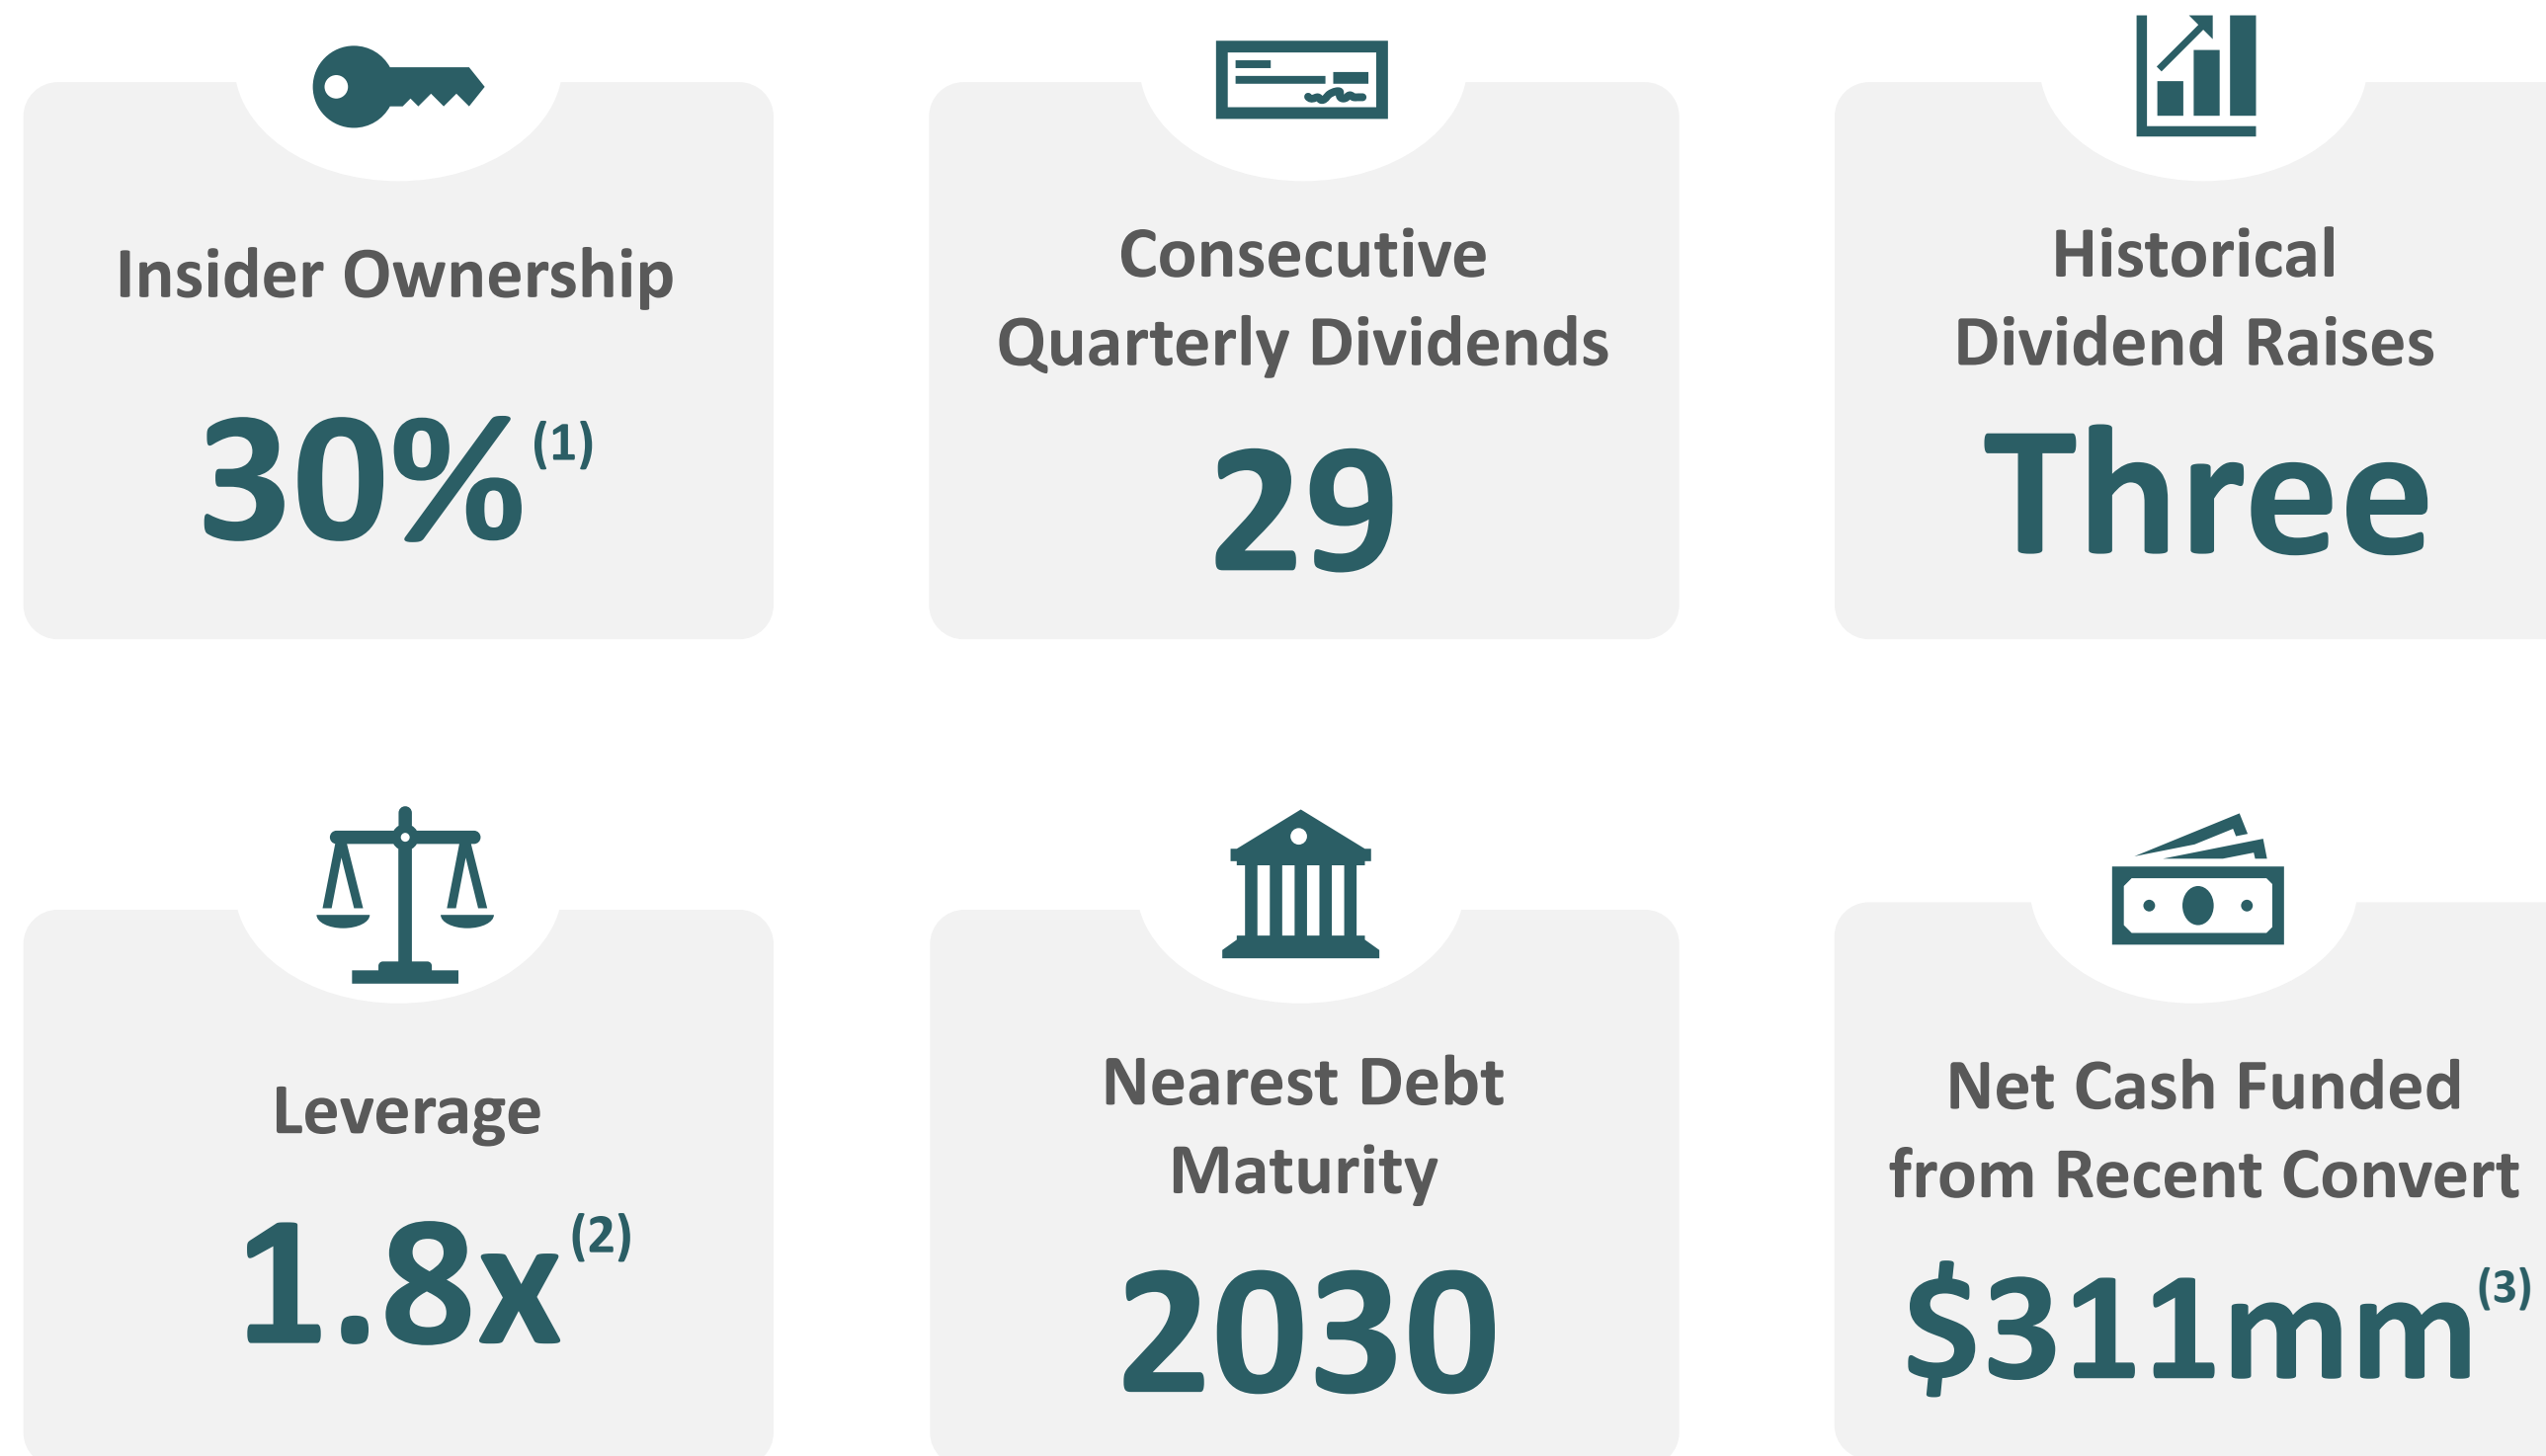 Insider Ownership
30%(1)
Consecutive
Quarterly Dividends
29
Historical
Dividend Raises
Three
Leverage
1.8x(2)
Nearest Debt
Maturity
2030
Net Cash Funded
from Recent Convert
$311mm(3)